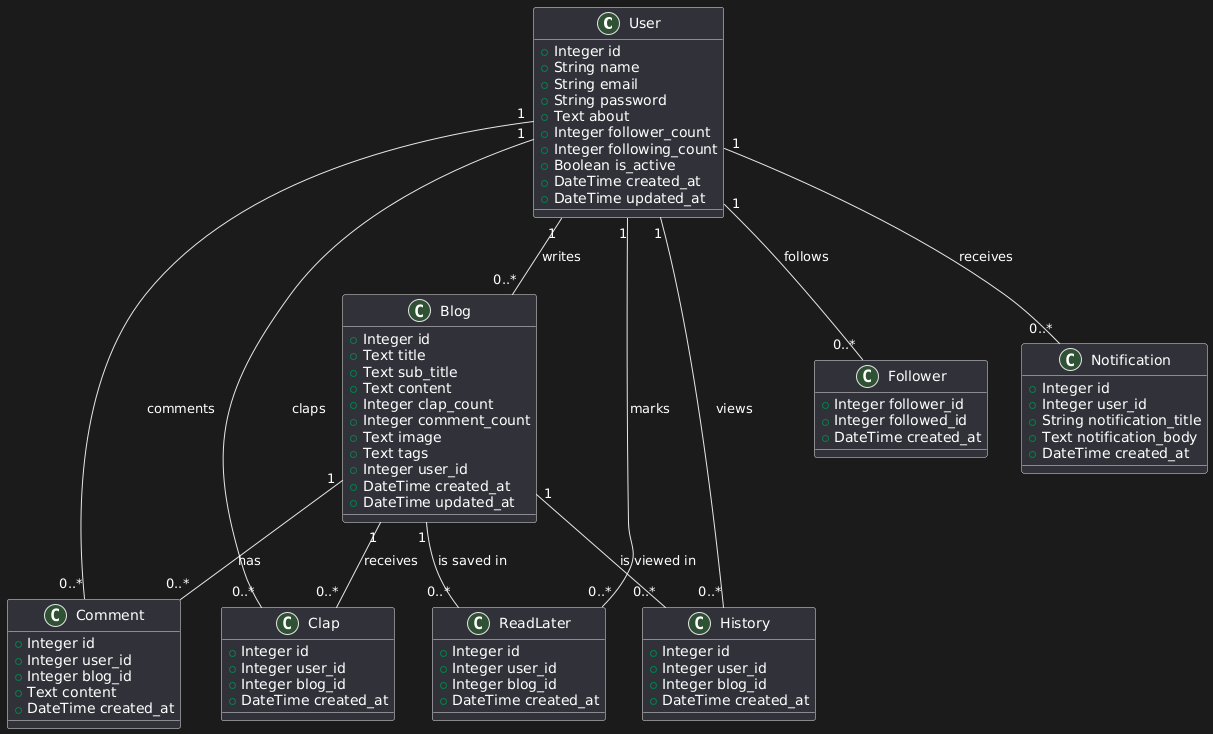 C User
Integer id
String name
String email
String password
Text about
Integer follower_count
Integer following_count
Boolean is_active
DateTime created_at
DateTime updated_at
1
1
1
1
1
1
1
writes
follows
receives
0..*
0..*
0..*
C Blog
Integer id
Text title
Text sub_title
Text content
Integer clap_count
Integer comment_count
Text image
Text tags
Integer user_id
DateTime created_at
DateTime updated_at
C Follower
Integer follower_id
Integer followed_id
DateTime created_at
C Notification
Integer id
Integer user_id
String notification_title
Text notification_body
DateTime created_at
comments
claps
marks
views
1
1
1
1
has
receives
is saved in
is viewed in
0..*
0..*
0..*
0..*
0..*
0..*
0..*
0..*
C Comment
Integer id
Integer user_id
Integer blog_id
Text content
DateTime created_at
C Clap
Integer id
Integer user_id
Integer blog_id
DateTime created_at
C ReadLater
Integer id
Integer user_id
Integer blog_id
DateTime created_at
C History
Integer id
Integer user_id
Integer blog_id
DateTime created_at